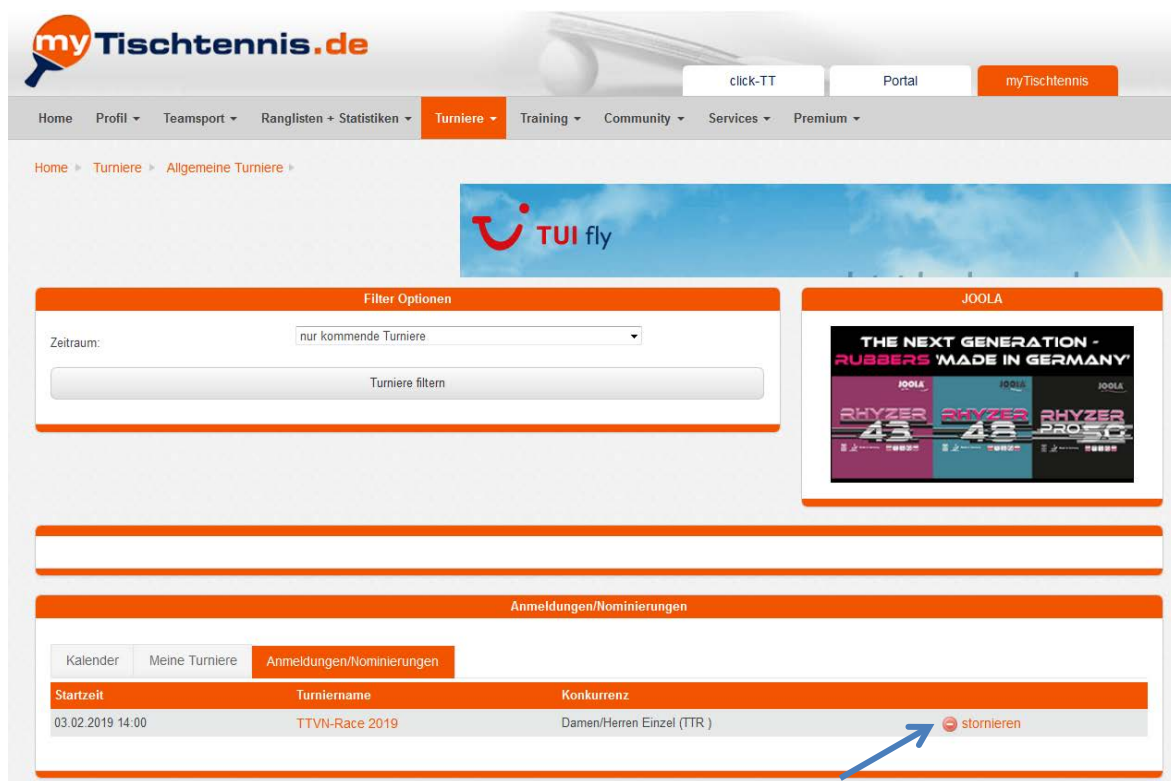 myTischtennis.de
click-TT Portal myTischtennis
Home Profil Teamsport Ranglisten + Statistiken Turniere Training Community Services Premium
Home Turniere Allgemeine Turniere
TUI fly
Filter Optionen
Zeitraum: nur kommende Turniere
Turniere filtern
JOOLA
THE NEXT GENERATION -
RUBBERS 'MADE IN GERMANY'
JOOLA JOOLA JOOLA
RHYZER RHYZER RHYZER
43 48 PRO 50
Anmeldungen/Nominierungen
Kalender Meine Turniere Anmeldungen/Nominierungen
Startzeit Turniername Konkurrenz
03.02.2019 14:00 TTVN-Race 2019 Damen/Herren Einzel (TTR ) stornieren